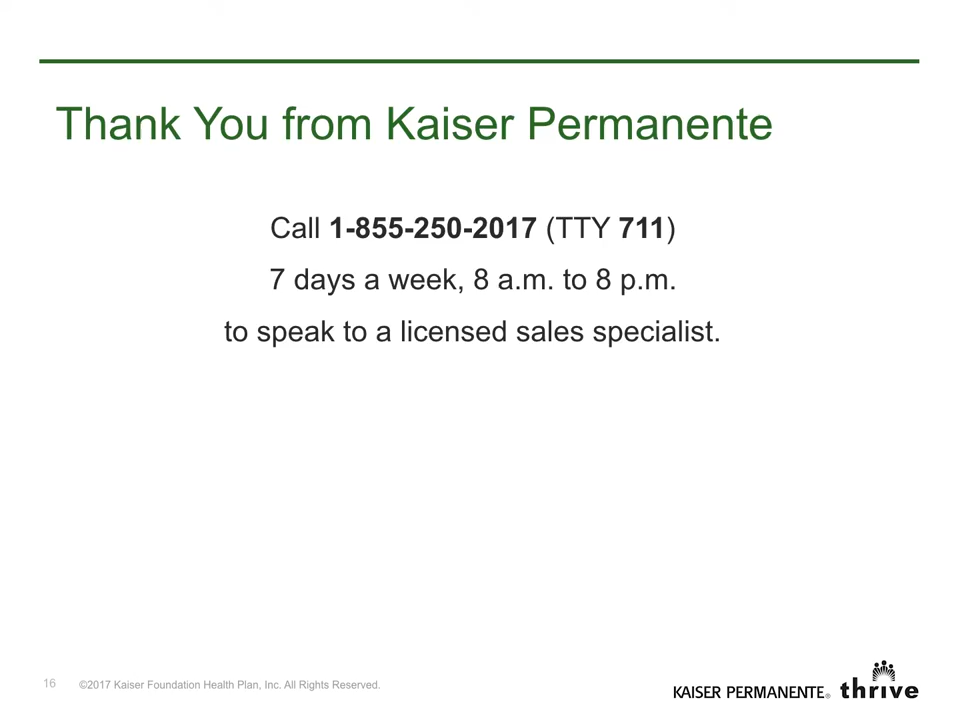 Thank You from Kaiser Permanente
Call 1-855-250-2017 (TTY 711)
7 days a week, 8 a.m. to 8 p.m.
to speak to a licensed sales specialist.
16 ©2017 Kaiser Foundation Health Plan, Inc. All Rights Reserved.
KAISER PERMANENTE® thrive